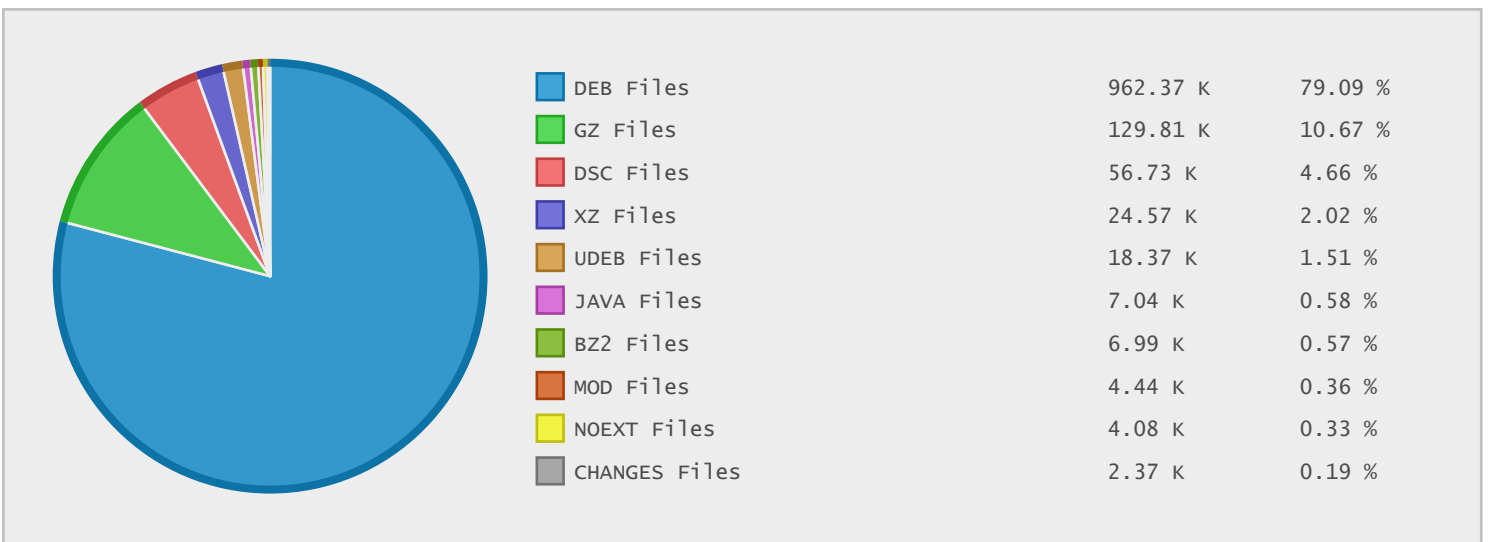 DEB Files 962.37 K 79.09 %
GZ Files 129.81 K 10.67 %
DSC Files 56.73 K 4.66 %
XZ Files 24.57 K 2.02 %
UDEB Files 18.37 K 1.51 %
JAVA Files 7.04 K 0.58 %
BZ2 Files 6.99 K 0.57 %
MOD Files 4.44 K 0.36 %
NOEXT Files 4.08 K 0.33 %
CHANGES Files 2.37 K 0.19 %